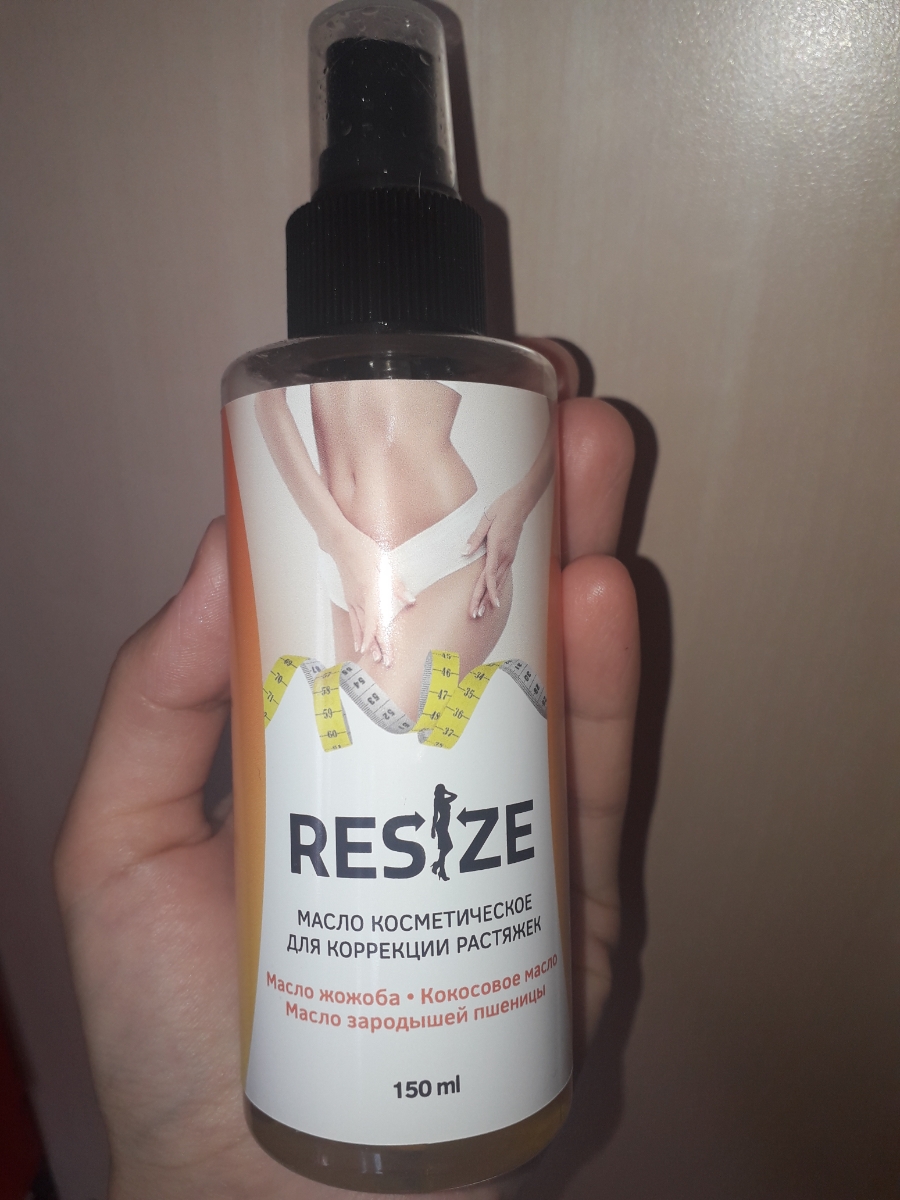 RESIZE
МАСЛО КОСМЕТИЧЕСКОЕ
ДЛЯ КОРРЕКЦИИ РАСТЯЖЕК
Масло жожоба • Кокосовое масло
Масло зародышей пшеницы
150 ml